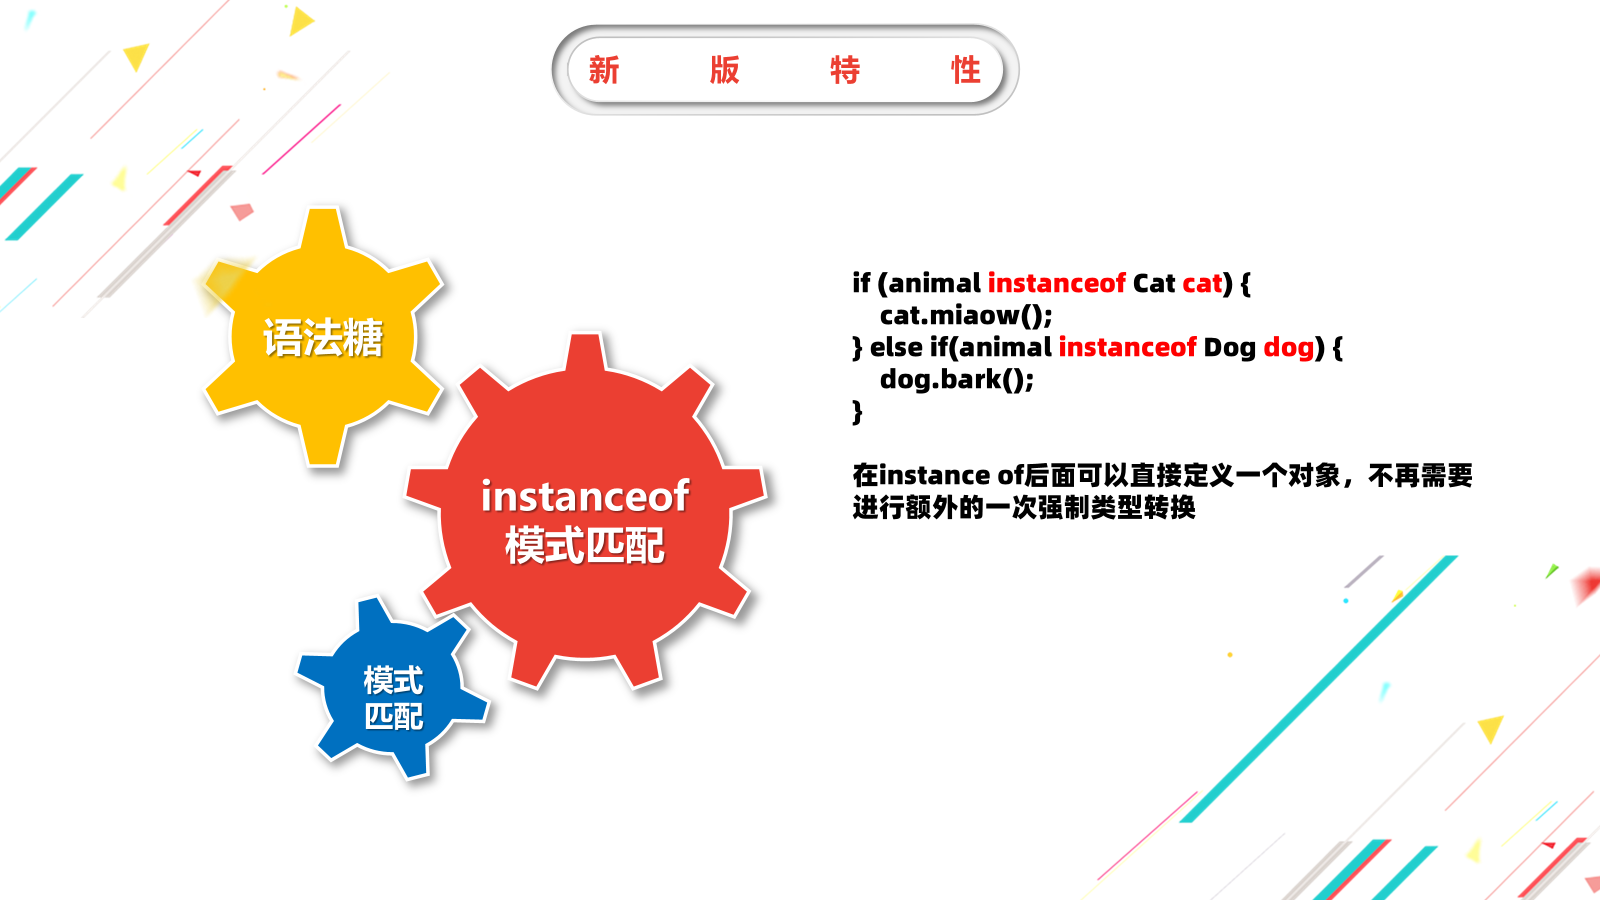 新版特性
语法糖
instanceof
模式匹配
模式
匹配
if (animal instanceof Cat cat) {
    cat.miaow();
} else if(animal instanceof Dog dog) {
    dog.bark();
}
在instance of后面可以直接定义一个对象，不再需要
进行额外的一次强制类型转换